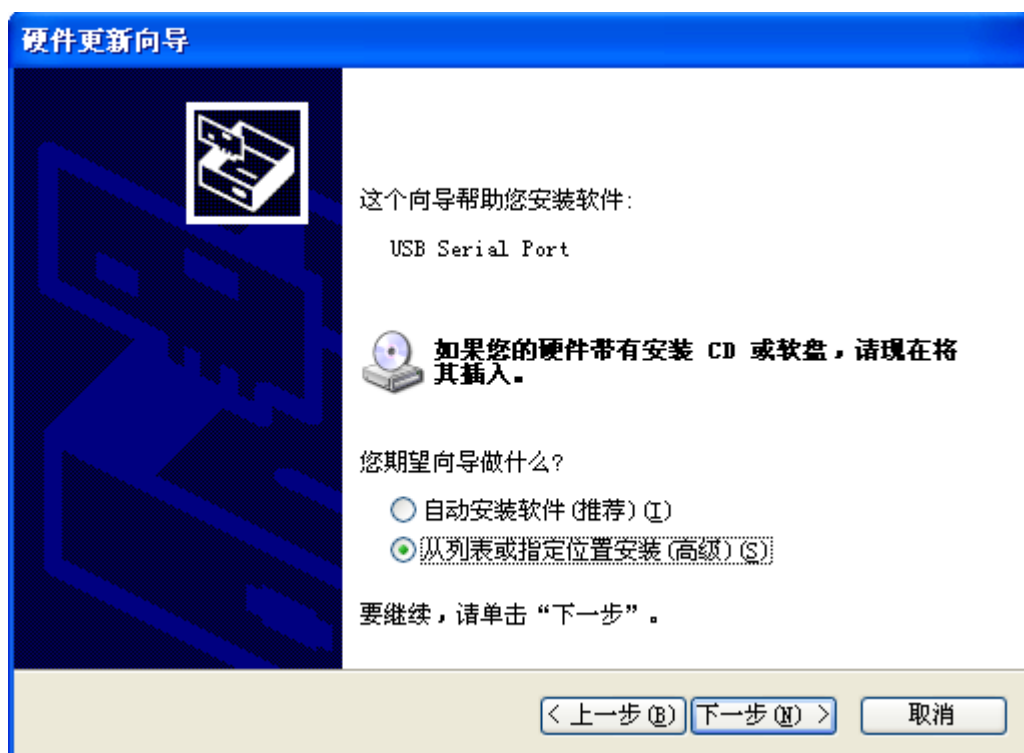 硬件更新向导
这个向导帮助您安装软件:
USB Serial Port
如果您的硬件带有安装 CD 或软盘，请现在将
其插入。
您期望向导做什么?
自动安装软件(推荐)(I)
从列表或指定位置安装(高级)(S)
要继续，请单击“下一步”。
< 上一步(B) 下一步(N) > 取消